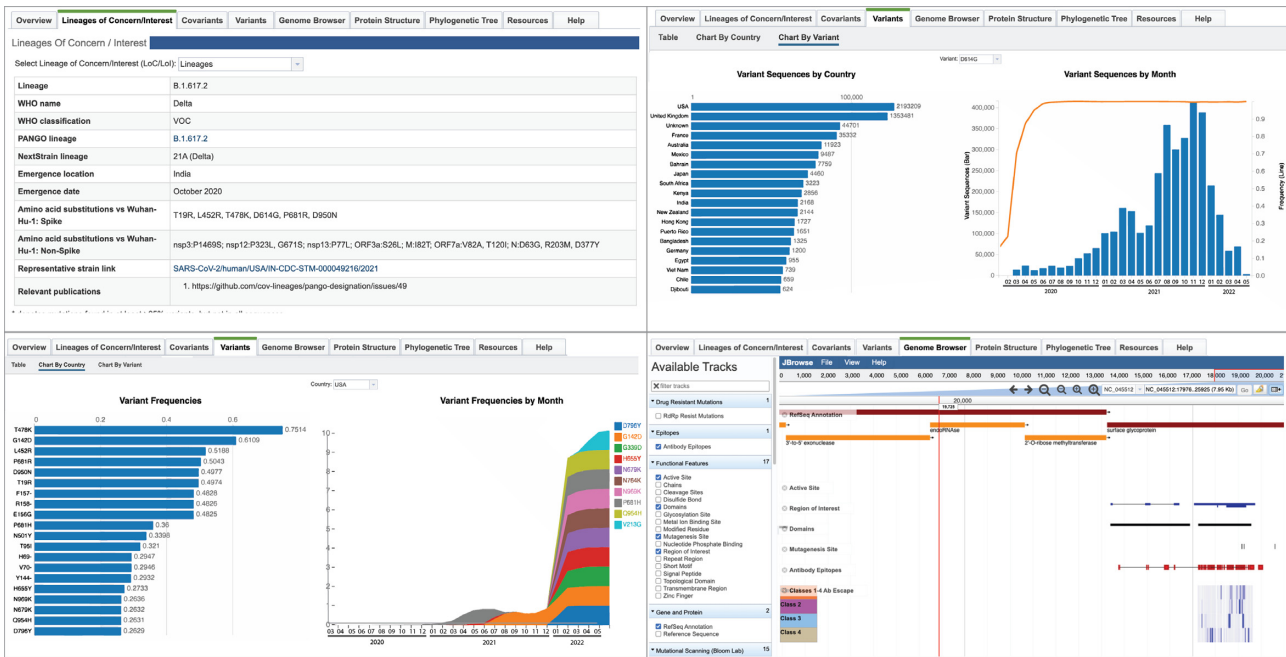 Overview Lineages of Concern/Interest Covariants Variants Genome Browser Protein Structure Phylogenetic Tree Resources Help
Lineages Of Concern / Interest
Select Lineage of Concern/Interest (LoC/LoI): Lineages
Lineage B.1.617.2
WHO name Delta
WHO classification VOC
PANGO lineage B.1.617.2
NextStrain lineage 21A (Delta)
Emergence location India
Emergence date October 2020
Amino acid substitutions vs Wuhan-
Hu-1: Spike T19R, L452R, T478K, D614G, P681R, D950N
Amino acid substitutions vs Wuhan-
Hu-1: Non-Spike nsp3:P1469S; nsp12:P323L, G671S; nsp13:P77L; ORF3a:S26L; M:I82T; ORF7a:V82A, T120I; N:D63G, R203M, D377Y
Representative strain link SARS-CoV-2/human/USA/IN-CDC-STM-000049216/2021
Relevant publications 1. https://github.com/cov-lineages/pango-designation/issues/49
Overview Lineages of Concern/Interest Covariants Variants Genome Browser Protein Structure Phylogenetic Tree Resources Help
Table Chart By Country Chart By Variant
Variant: D614G
Variant Sequences by Country
1 100,000
USA 2193209
United Kingdom 1353481
Unknown 44701
France 35332
Australia 11923
Mexico 9487
Bahrain 7759
Japan 4460
South Africa 3223
Kenya 2856
India 2168
New Zealand 2144
Hong Kong 1727
Puerto Rico 1651
Bangladesh 1325
Germany 1200
Egypt 955
Viet Nam 739
Chile 659
Djibouti 624
Variant Sequences by Month
Variant Sequences (Bar)
400,000
350,000
300,000
250,000
200,000
150,000
100,000
50,000
0
Frequency (Line)
0.9
0.8
0.7
0.6
0.5
0.4
0.3
0.2
0.1
0.0
02 03 04 05 06 07 08 09 10 11 12 01 02 03 04 05 06 07 08 09 10 11 12 01 02 03 04 05
2020 2021 2022
Overview Lineages of Concern/Interest Covariants Variants Genome Browser Protein Structure Phylogenetic Tree Resources Help
Table Chart By Country Chart By Variant
Country: USA
Variant Frequencies
0 0.2 0.4 0.6
T478K 0.7514
G142D 0.6109
L452R 0.5188
P681R 0.5043
D950N 0.4977
T19R 0.4974
F157- 0.4828
R158- 0.4826
E156G 0.4825
P681H 0.36
N501Y 0.3398
T95I 0.321
H69- 0.2947
V70- 0.2946
Y144- 0.2932
H655Y 0.2733
N969K 0.2636
N679K 0.2632
Q954H 0.2631
D796Y 0.2529
Variant Frequencies by Month
10
9
8
7
6
5
4
3
2
1
0
03 04 05 06 07 08 09 10 11 12 01 02 03 04 05 06 07 08 09 10 11 12 01 02 03 04 05
2020 2021 2022
D796Y
G142D
G339D
H655Y
N679K
N764K
N969K
P681H
Q954H
V213G
Overview Lineages of Concern/Interest Covariants Variants Genome Browser Protein Structure Phylogenetic Tree Resources Help
Available Tracks
filter tracks
Drug Resistant Mutations 1
RdRp Resist Mutations
Epitopes 1
Antibody Epitopes
Functional Features 17
Active Site
Chains
Cleavage Sites
Disulfide Bond
Domains
Glycosylation Site
Metal Ion Binding Site
Modified Residue
Mutagenesis Site
Nucleotide Phosphate Binding
Region of Interest
Repeat Region
Short Motif
Signal Peptide
Topological Domain
Transmembrane Region
Zinc Finger
Gene and Protein 2
RefSeq Annotation
Reference Sequence
Mutational Scanning (Bloom Lab) 15
JBrowse File View Help
0 1,000 2,000 3,000 4,000 5,000 6,000 7,000 8,000 9,000 10,000 11,000 12,000 13,000 14,000 15,000 16,000 17,000 18,000 19,000 20,000 2
NC_045512 NC_045512:17976..25925 (7.95 Kb) Go
20,000
RefSeq Annotation
endoRNAse
surface glycoprotein
3'-to-5' exonuclease
2'-O-ribose methyltransferase
Active Site
Region of Interest
Domains
Mutagenesis Site
Antibody Epitopes
Classes 1-4 Ab Escape
Class 2
Class 3
Class 4